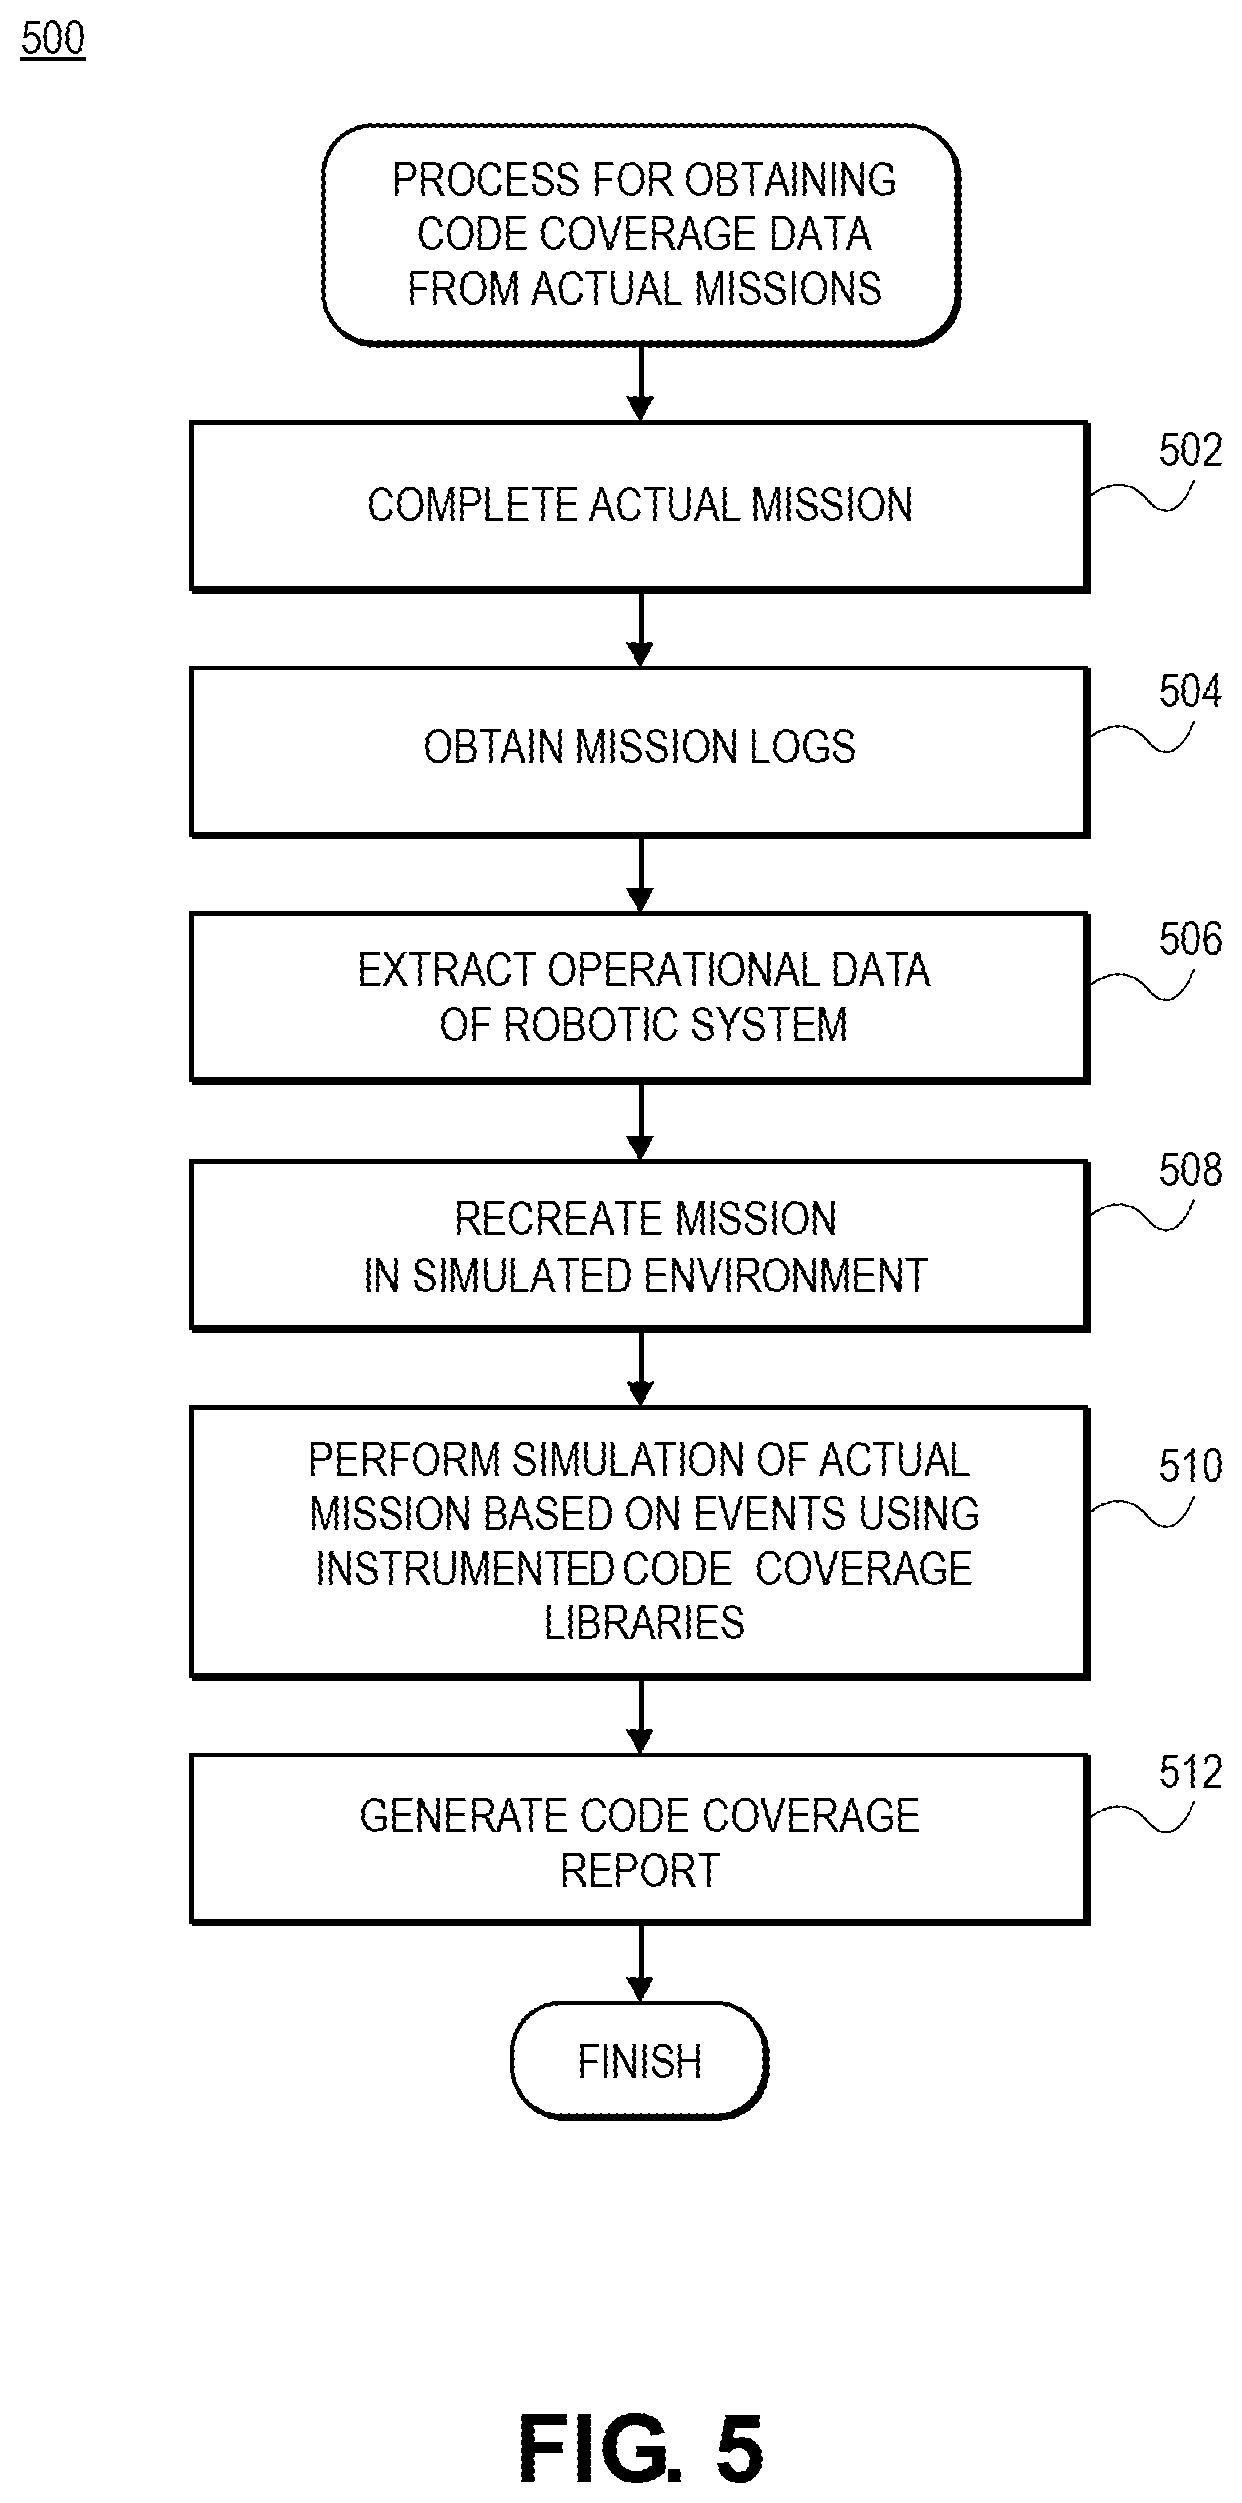 500
PROCESS FOR OBTAINING
CODE COVERAGE DATA
FROM ACTUAL MISSIONS
502
COMPLETE ACTUAL MISSION
504
OBTAIN MISSION LOGS
506
EXTRACT OPERATIONAL DATA
OF ROBOTIC SYSTEM
508
RECREATE MISSION
IN SIMULATED ENVIRONMENT
510
PERFORM SIMULATION OF ACTUAL
MISSION BASED ON EVENTS USING
INSTRUMENTED CODE COVERAGE
LIBRARIES
512
GENERATE CODE COVERAGE
REPORT
FINISH
FIG. 5